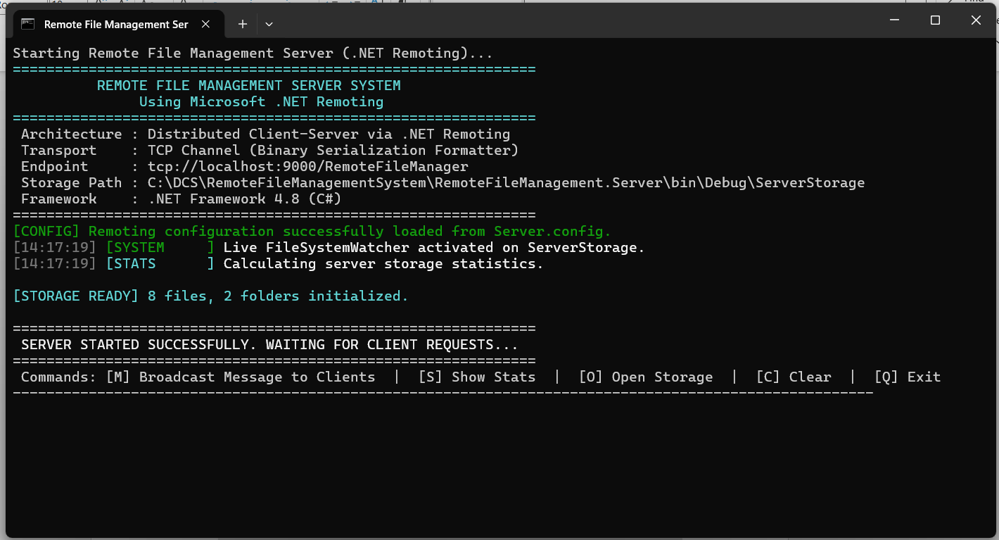 Remote File Management Ser
Starting Remote File Management Server (.NET Remoting)...
==============================================================
REMOTE FILE MANAGEMENT SERVER SYSTEM
Using Microsoft .NET Remoting
==============================================================
Architecture : Distributed Client-Server via .NET Remoting
Transport    : TCP Channel (Binary Serialization Formatter)
Endpoint     : tcp://localhost:9000/RemoteFileManager
Storage Path : C:\DCS\RemoteFileManagementSystem\RemoteFileManagement.Server\bin\Debug\ServerStorage
Framework    : .NET Framework 4.8 (C#)
==============================================================
[CONFIG] Remoting configuration successfully loaded from Server.config.
[14:17:19] [SYSTEM     ] Live FileSystemWatcher activated on ServerStorage.
[14:17:19] [STATS      ] Calculating server storage statistics.
[STORAGE READY] 8 files, 2 folders initialized.
==============================================================
SERVER STARTED SUCCESSFULLY. WAITING FOR CLIENT REQUESTS...
==============================================================
Commands: [M] Broadcast Message to Clients  |  [S] Show Stats  |  [O] Open Storage  |  [C] Clear  |  [Q] Exit
------------------------------------------------------------------------------------------------------